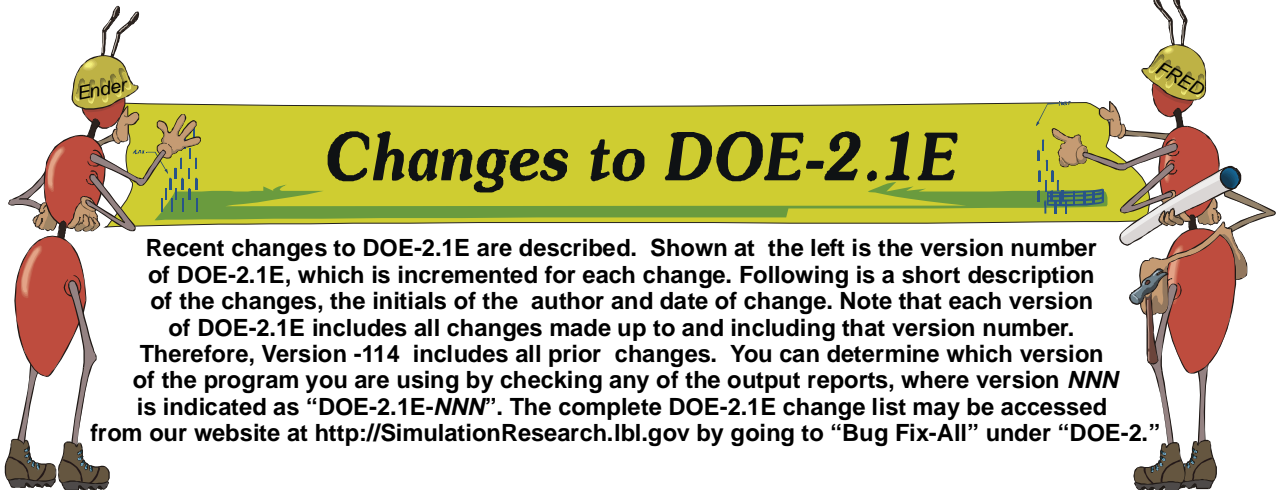 Ender
FRED
Changes to DOE-2.1E
Recent changes to DOE-2.1E are described. Shown at the left is the version number
of DOE-2.1E, which is incremented for each change. Following is a short description
of the changes, the initials of the author and date of change. Note that each version
of DOE-2.1E includes all changes made up to and including that version number.
Therefore, Version -114 includes all prior changes. You can determine which version
of the program you are using by checking any of the output reports, where version NNN
is indicated as “DOE-2.1E-NNN”. The complete DOE-2.1E change list may be accessed
from our website at http://SimulationResearch.lbl.gov by going to “Bug Fix-All” under “DOE-2.”